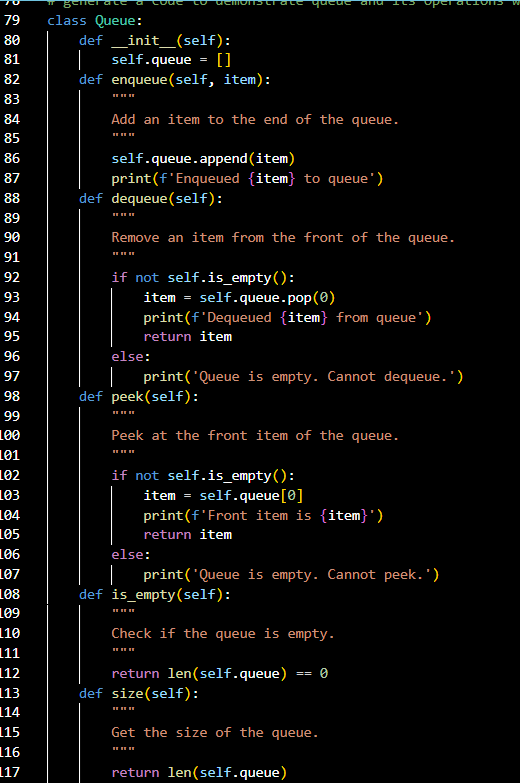 # generate a code to demonstrate queue and its operations
79 class Queue:
80     def __init__(self):
81         self.queue = []
82     def enqueue(self, item):
83         """
84         Add an item to the end of the queue.
85         """
86         self.queue.append(item)
87         print(f'Enqueued {item} to queue')
88     def dequeue(self):
89         """
90         Remove an item from the front of the queue.
91         """
92         if not self.is_empty():
93             item = self.queue.pop(0)
94             print(f'Dequeued {item} from queue')
95             return item
96         else:
97             print('Queue is empty. Cannot dequeue.')
98     def peek(self):
99         """
100         Peek at the front item of the queue.
101         """
102         if not self.is_empty():
103             item = self.queue[0]
104             print(f'Front item is {item}')
105             return item
106         else:
107             print('Queue is empty. Cannot peek.')
108     def is_empty(self):
109         """
110         Check if the queue is empty.
111         """
112         return len(self.queue) == 0
113     def size(self):
114         """
115         Get the size of the queue.
116         """
117         return len(self.queue)